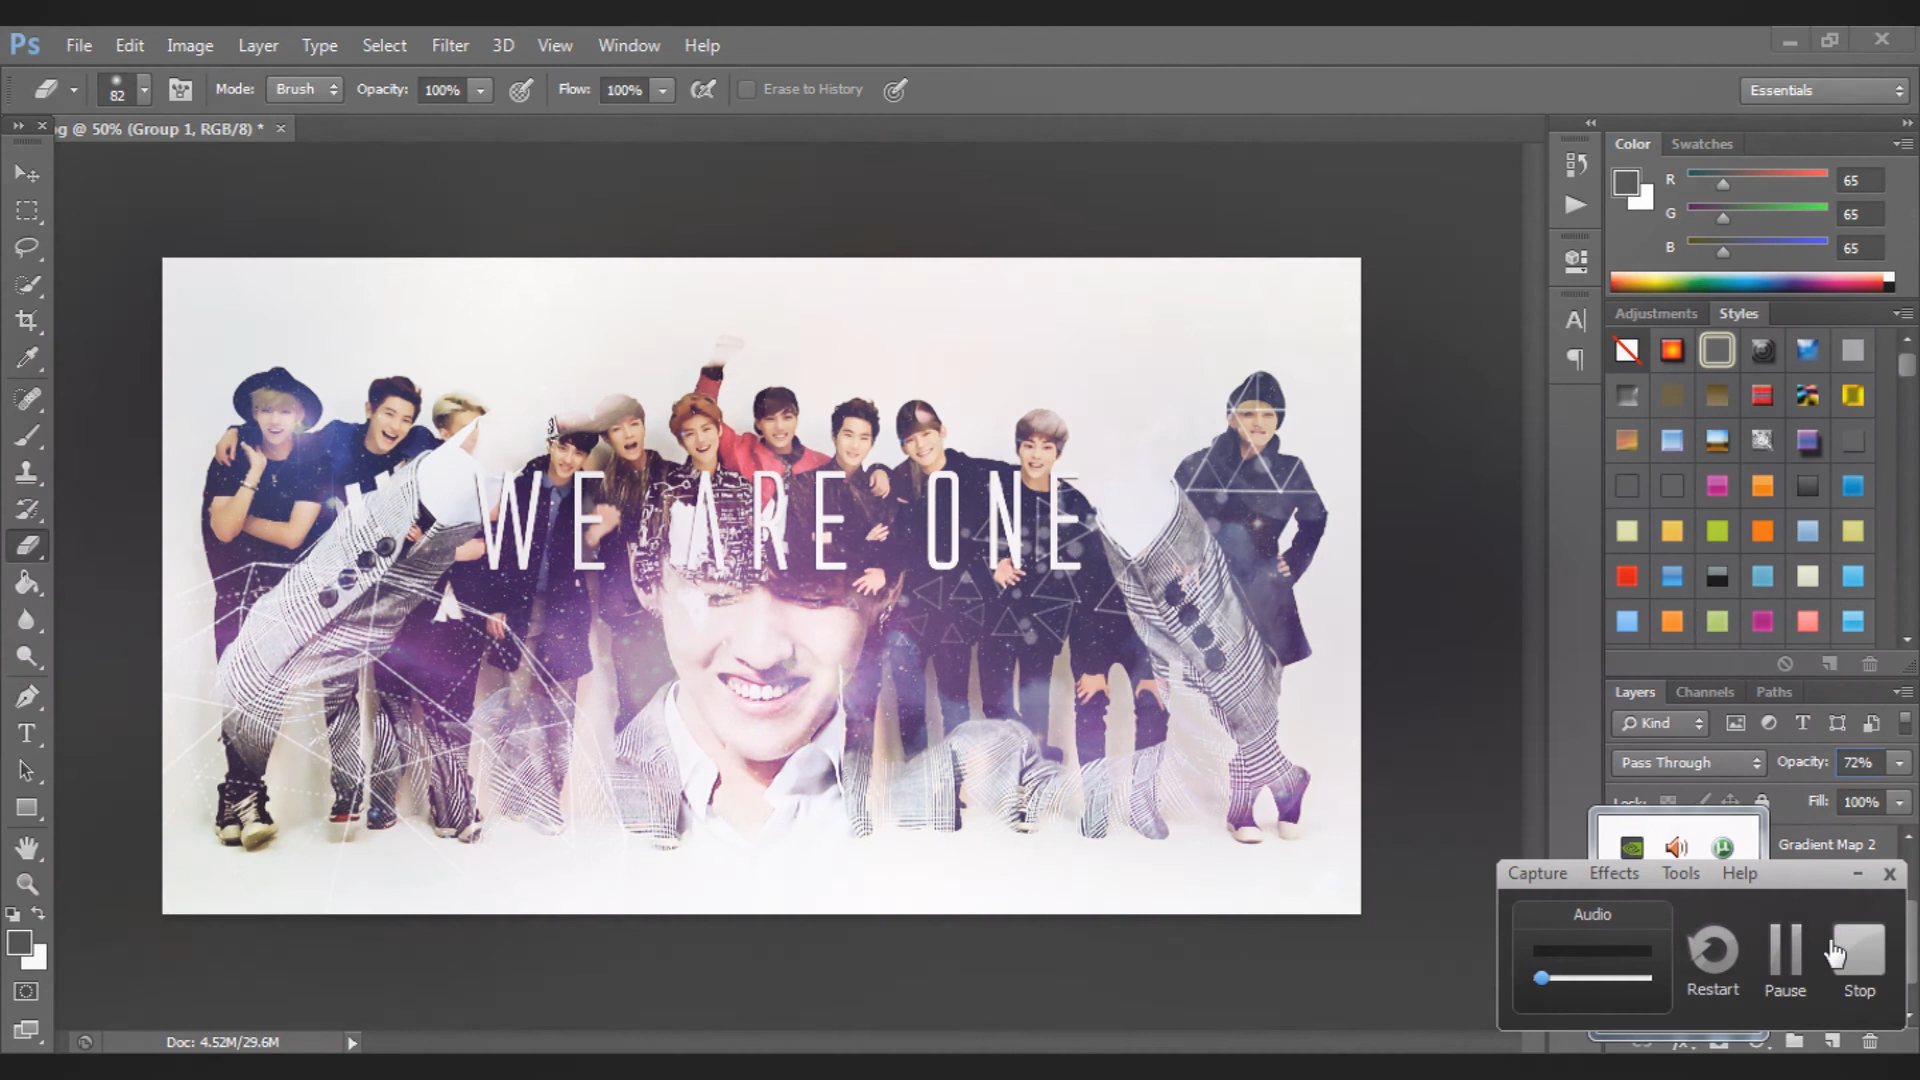 Ps File Edit Image Layer Type Select Filter 3D View Window Help
82 Mode: Brush Opacity: 100% Flow: 100% Erase to History Essentials
pg @ 50% (Group 1, RGB/8) * ×
Color Swatches
R 65
G 65
B 65
Adjustments Styles
WE ARE ONE
Layers Channels Paths
Kind
Pass Through Opacity: 72%
Lock: Fill: 100%
Gradient Map 2
Capture Effects Tools Help
Audio
Restart Pause Stop
Doc: 4.52M/29.6M